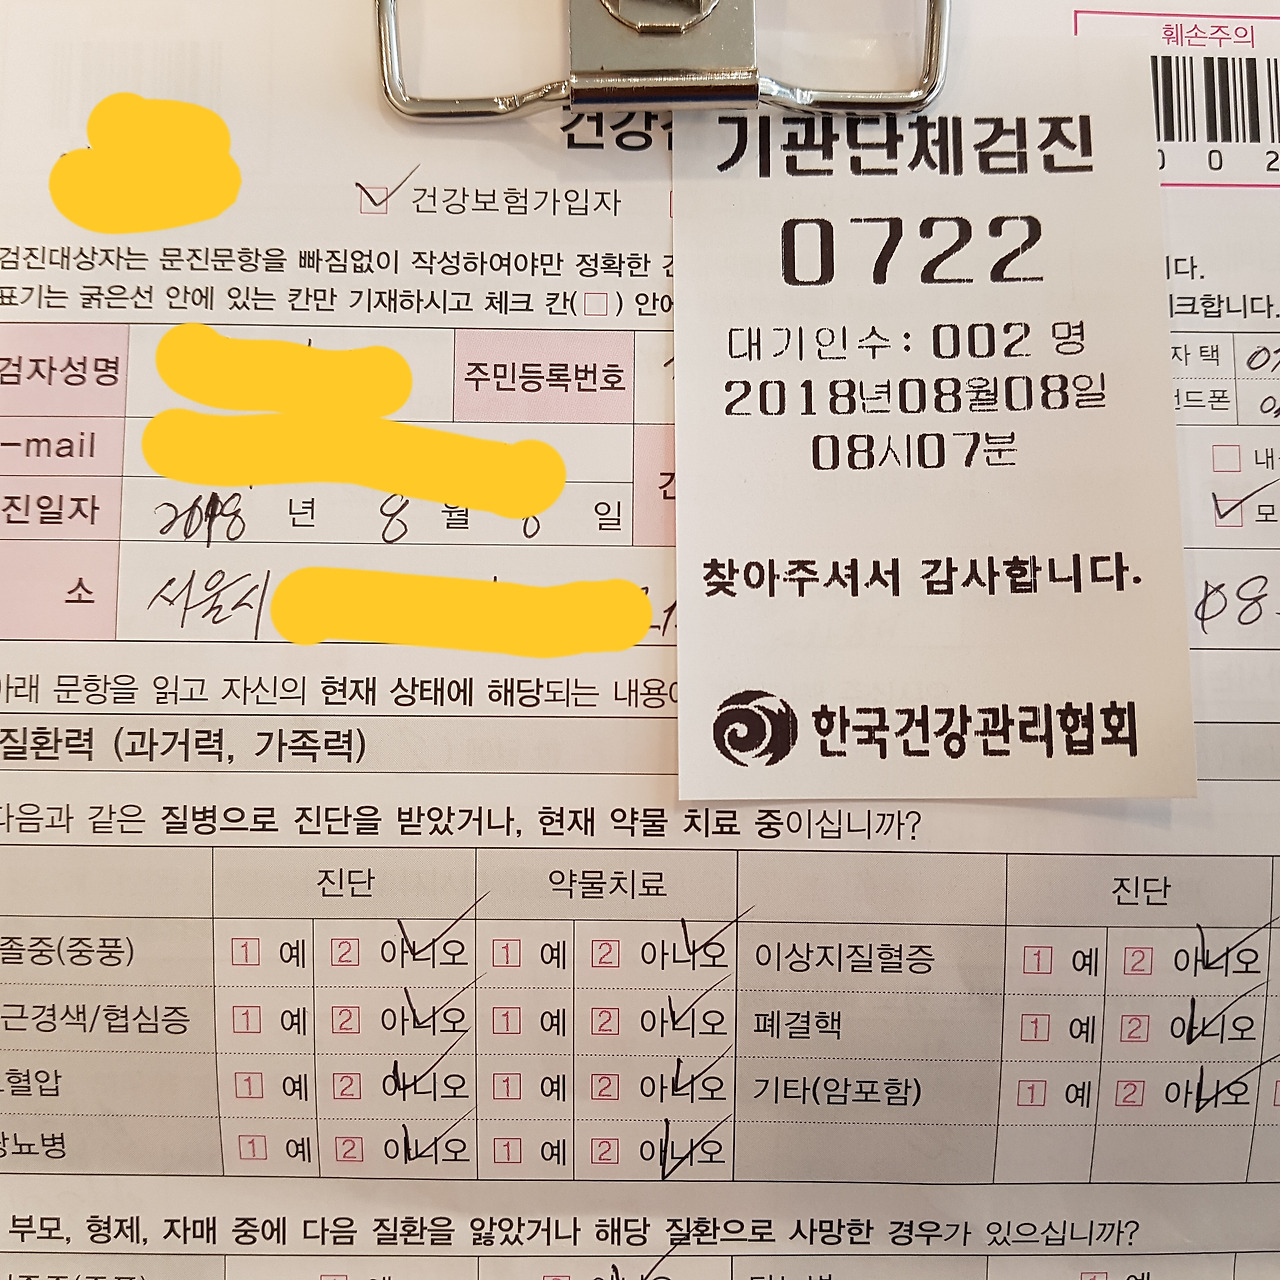 훼손주의
0 0 2
건강
기관단체검진
0722
대기인수: 002 명
2018년08월08일
08시07분
찾아주셔서 감사합니다.
한국건강관리협회
건강보험가입자
검진대상자는 문진문항을 빠짐없이 작성하여야만 정확한
니다.
표기는 굵은선 안에 있는 칸만 기재하시고 체크 칸(□) 안에
크합니다.
검자성명
주민등록번호
자택
-mail
드폰
진일자 2018 년 8 월 일
소 서울시
아래 문항을 읽고 자신의 현재 상태에 해당되는 내용
질환력 (과거력, 가족력)
다음과 같은 질병으로 진단을 받았거나, 현재 약물 치료 중이십니까?
진단 약물치료 진단
졸중(중풍) 1 예 2 아니오 1 예 2 아니오 이상지질혈증 1 예 2 아니오
근경색/협심증 1 예 2 아니오 1 예 2 아니오 폐결핵 1 예 2 아니오
혈압 1 예 2 아니오 1 예 2 아니오 기타(암포함) 1 예 2 아니오
당뇨병 1 예 2 아니오 1 예 2 아니오
부모, 형제, 자매 중에 다음 질환을 앓았거나 해당 질환으로 사망한 경우가 있으십니까?